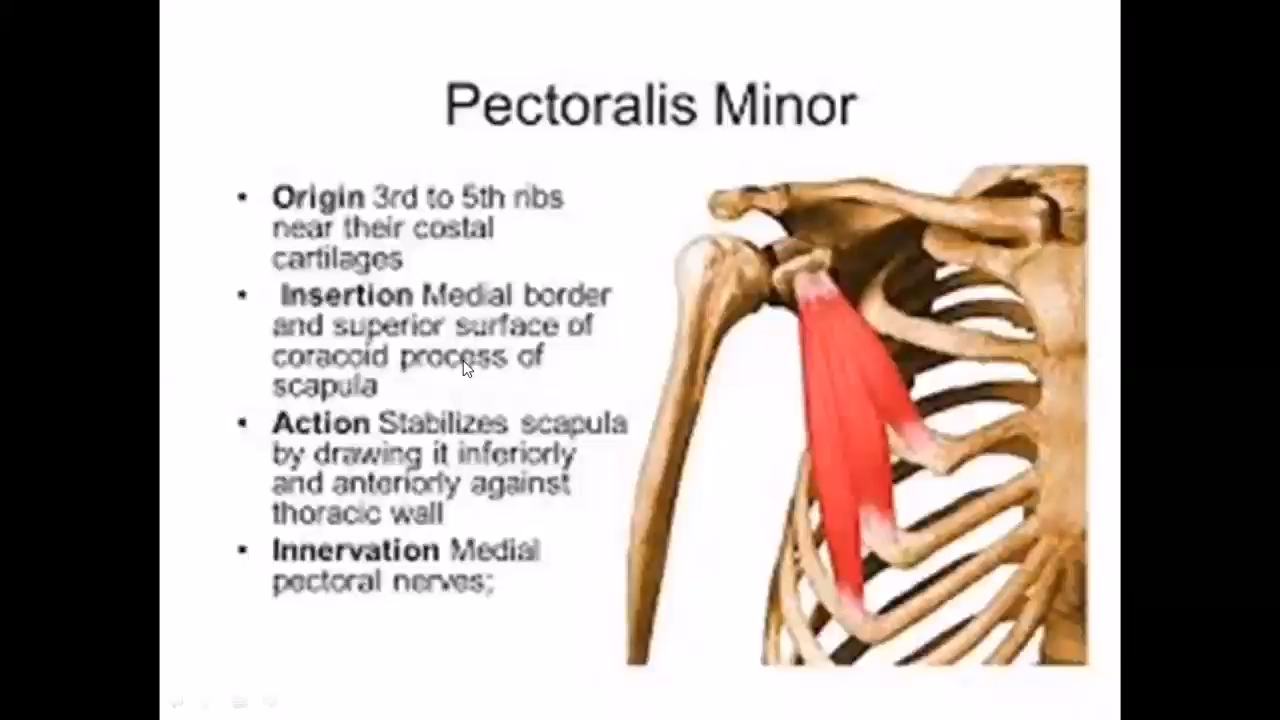 Pectoralis Minor
• Origin 3rd to 5th ribs
near their costal
cartilages
• Insertion Medial border
and superior surface of
coracoid process of
scapula
• Action Stabilizes scapula
by drawing it inferiorly
and anteriorly against
thoracic wall
• Innervation Medial
pectoral nerves;